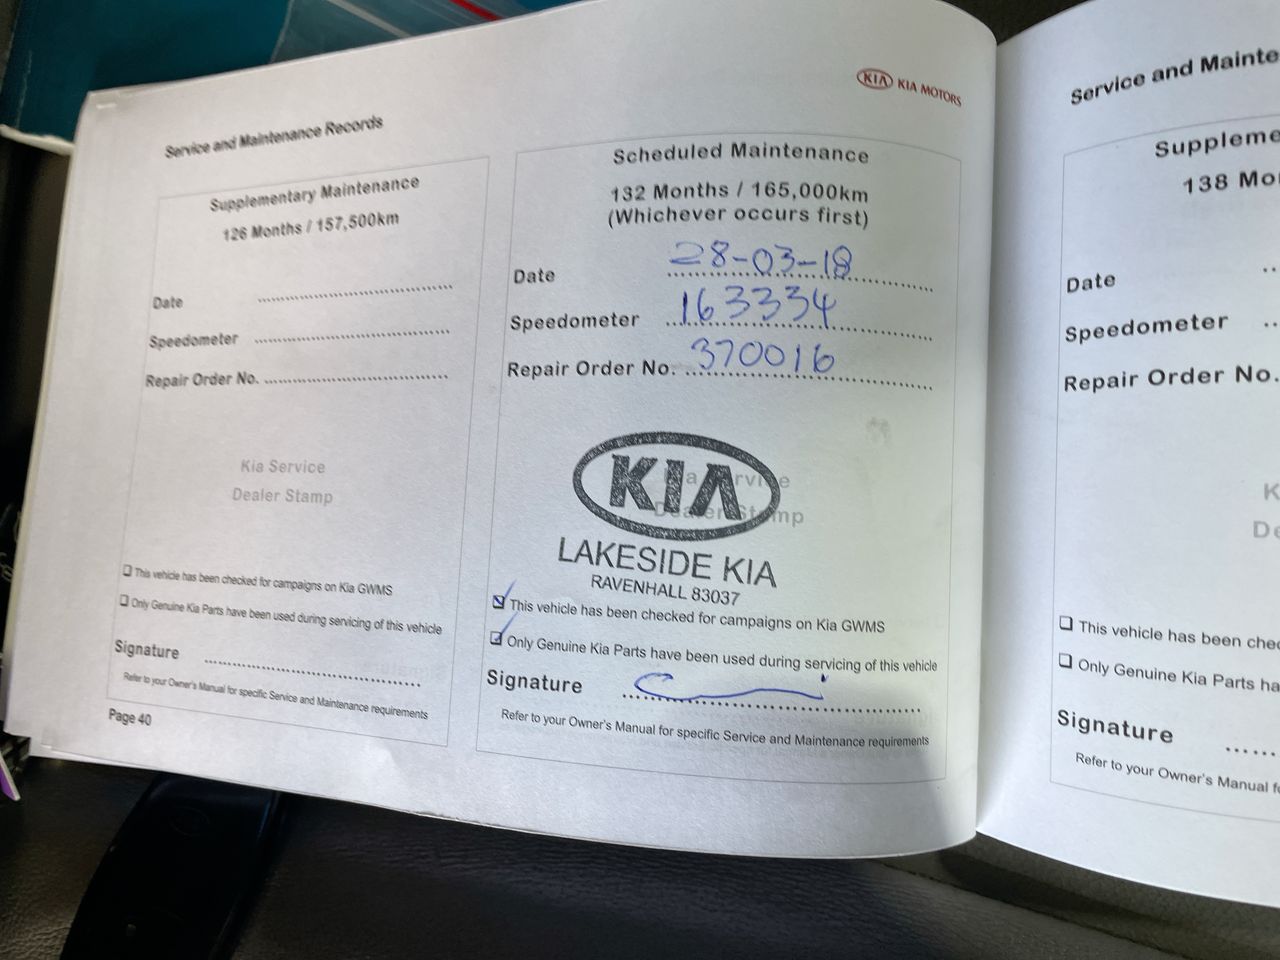 KIA KIA MOTORS
Service and Maintenance Records
Supplementary Maintenance
126 Months / 157,500km
Date
Speedometer
Repair Order No.
Kia Service
Dealer Stamp
❑ This vehicle has been checked for campaigns on Kia GWMS
❑ Only Genuine Kia Parts have been used during servicing of this vehicle
Signature
Refer to your Owner's Manual for specific Service and Maintenance requirements
Page 40
Scheduled Maintenance
132 Months / 165,000km
(Whichever occurs first)
Date 28-03-18
Speedometer 163334
Repair Order No. 370016
Kia Service
Dealer Stamp
KIA
LAKESIDE KIA
RAVENHALL 83037
☑ This vehicle has been checked for campaigns on Kia GWMS
☑ Only Genuine Kia Parts have been used during servicing of this vehicle
Signature
Refer to your Owner's Manual for specific Service and Maintenance requirements
Service and Mainte
Suppleme
138 Mo
Date
Speedometer
Repair Order No.
K
De
❑ This vehicle has been che
❑ Only Genuine Kia Parts ha
Signature
Refer to your Owner's Manual f